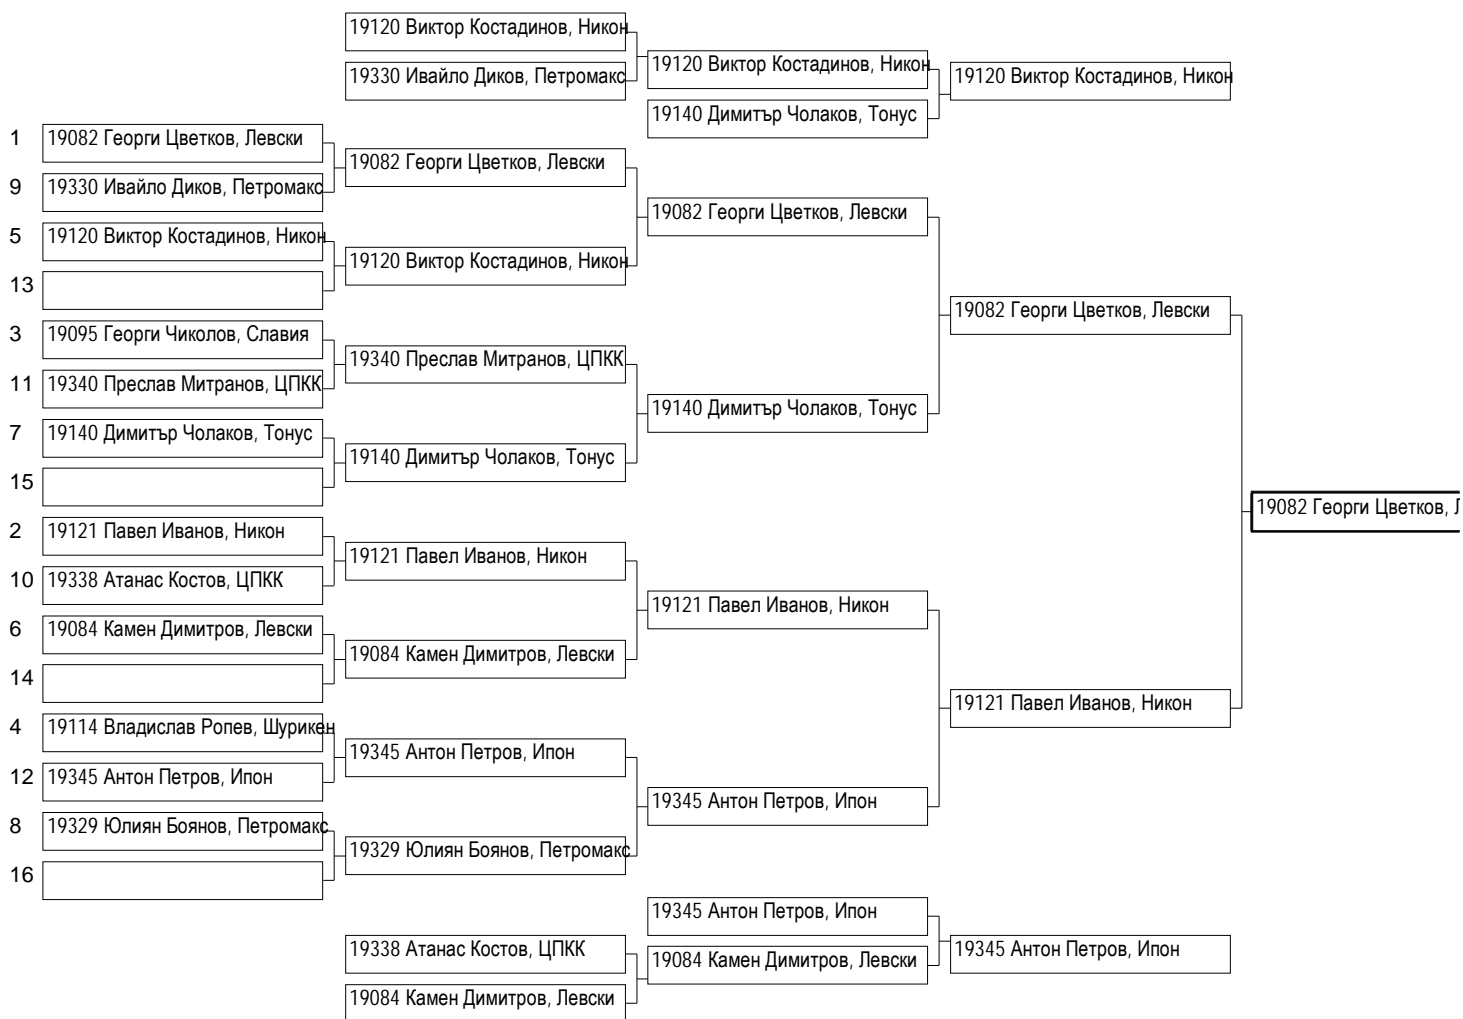 19120 Виктор Костадинов, Никон
19330 Ивайло Диков, Петромакс
19120 Виктор Костадинов, Никон
19140 Димитър Чолаков, Тонус
19120 Виктор Костадинов, Никон
1 19082 Георги Цветков, Левски
9 19330 Ивайло Диков, Петромакс
5 19120 Виктор Костадинов, Никон
13
3 19095 Георги Чиколов, Славия
11 19340 Преслав Митранов, ЦПКК
7 19140 Димитър Чолаков, Тонус
15
2 19121 Павел Иванов, Никон
10 19338 Атанас Костов, ЦПКК
6 19084 Камен Димитров, Левски
14
4 19114 Владислав Ропев, Шурикен
12 19345 Антон Петров, Ипон
8 19329 Юлиян Боянов, Петромакс
16
19082 Георги Цветков, Левски
19120 Виктор Костадинов, Никон
19340 Преслав Митранов, ЦПКК
19140 Димитър Чолаков, Тонус
19121 Павел Иванов, Никон
19084 Камен Димитров, Левски
19345 Антон Петров, Ипон
19329 Юлиян Боянов, Петромакс
19082 Георги Цветков, Левски
19140 Димитър Чолаков, Тонус
19121 Павел Иванов, Никон
19345 Антон Петров, Ипон
19082 Георги Цветков, Левски
19121 Павел Иванов, Никон
19082 Георги Цветков,
19338 Атанас Костов, ЦПКК
19084 Камен Димитров, Левски
19345 Антон Петров, Ипон
19084 Камен Димитров, Левски
19345 Антон Петров, Ипон